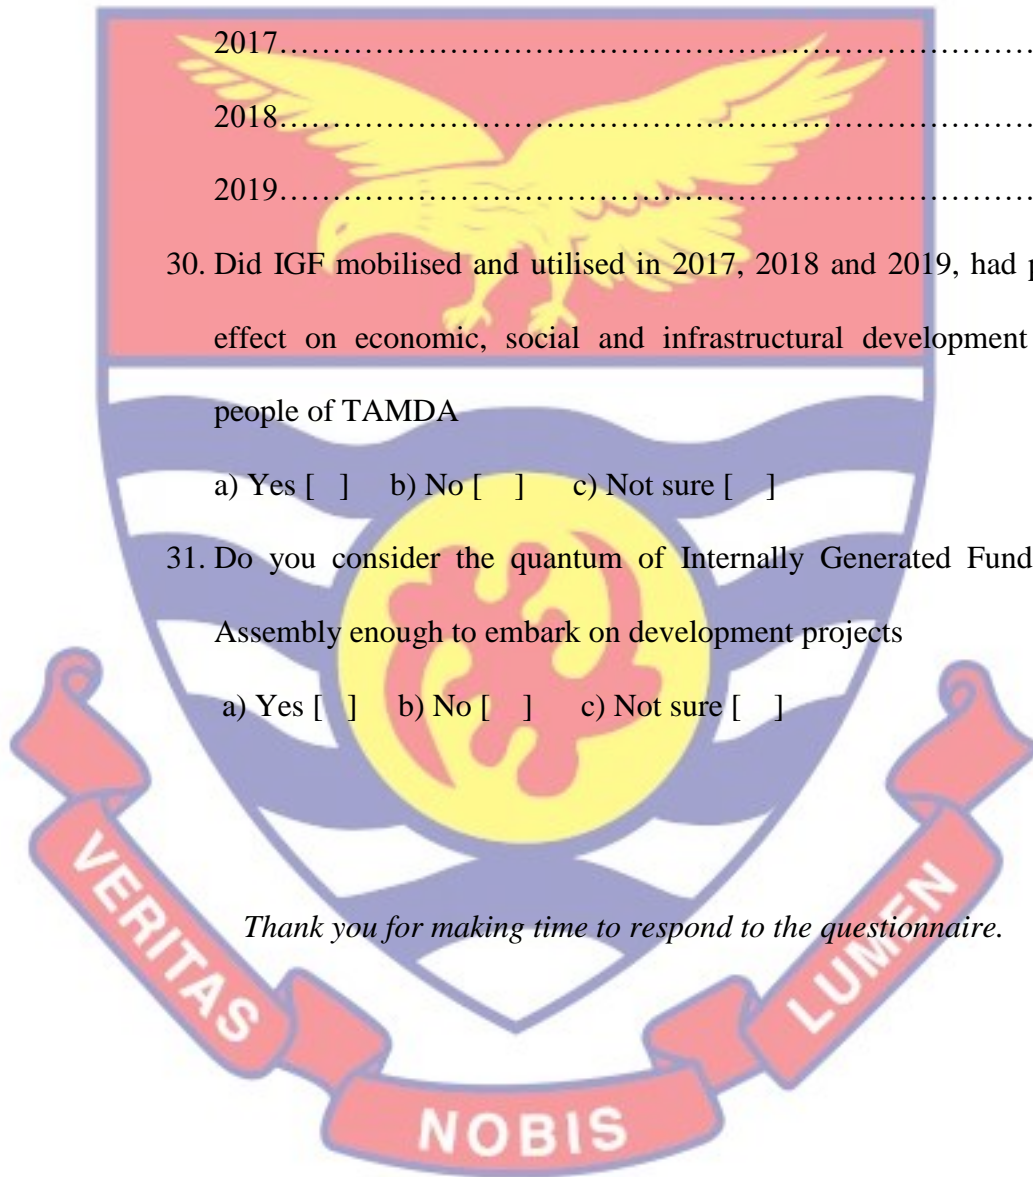 2017……………………………………………………………………
2018……………………………………………………………………
2019……………………………………………………………………
30. Did IGF mobilised and utilised in 2017, 2018 and 2019, had
effect on economic, social and infrastructural development
people of TAMDA
a) Yes [ ] b) No [ ] c) Not sure [ ]
31. Do you consider the quantum of Internally Generated Fund
Assembly enough to embark on development projects
a) Yes [ ] b) No [ ] c) Not sure [ ]
Thank you for making time to respond to the questionnaire.
VERITAS
NOBIS
LUMEN